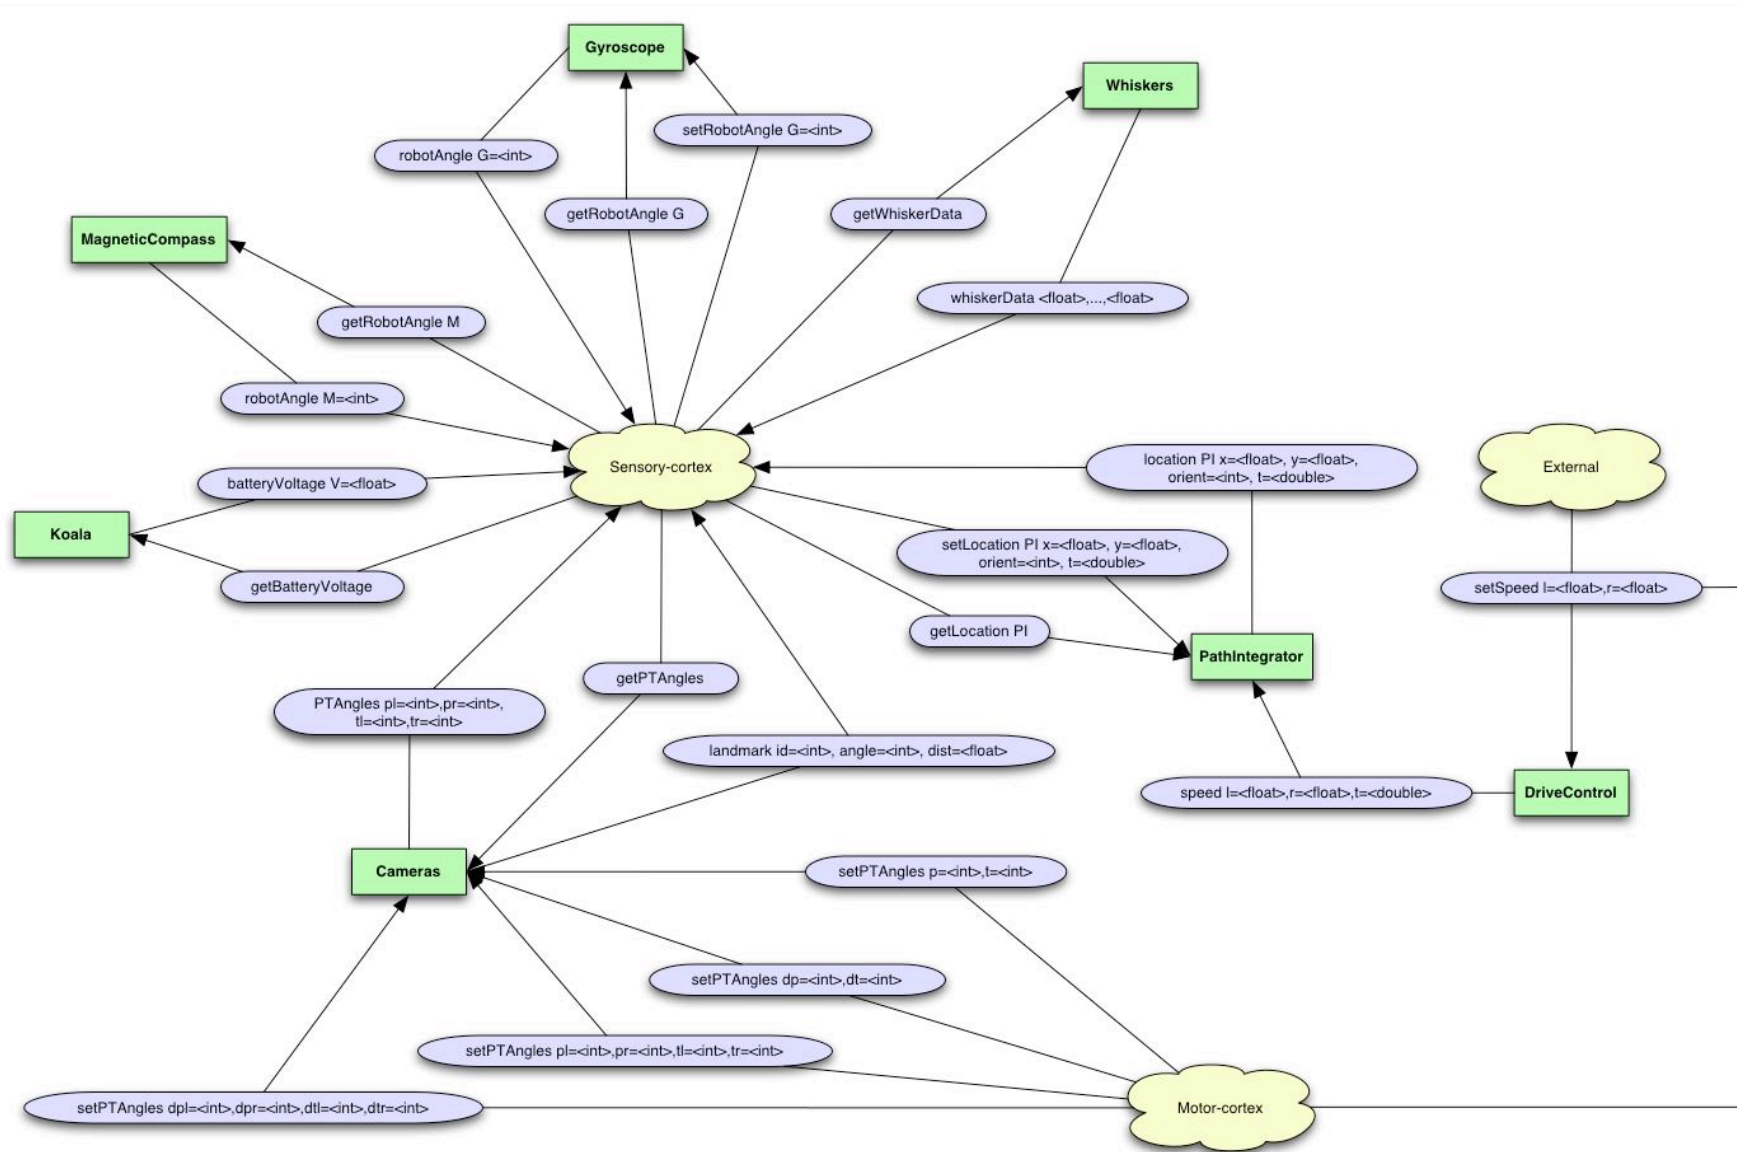 Gyroscope
Whiskers
setRobotAngle G=<int>
robotAngle G=<int>
getRobotAngle G
getWhiskerData
MagneticCompass
whiskerData <float>,...,<float>
getRobotAngle M
robotAngle M=<int>
Sensory-cortex
location PI x=<float>, y=<float>,
orient=<int>, t=<double>
External
batteryVoltage V=<float>
Koala
setLocation PI x=<float>, y=<float>,
orient=<int>, t=<double>
getBatteryVoltage
setSpeed l=<float>,r=<float>
getLocation PI
PathIntegrator
getPTAngles
PTAngles pl=<int>,pr=<int>,
tl=<int>,tr=<int>
landmark id=<int>, angle=<int>, dist=<float>
speed l=<float>,r=<float>,t=<double>
DriveControl
Cameras
setPTAngles p=<int>,t=<int>
setPTAngles dp=<int>,dt=<int>
setPTAngles pl=<int>,pr=<int>,tl=<int>,tr=<int>
setPTAngles dpl=<int>,dpr=<int>,dtl=<int>,dtr=<int>
Motor-cortex